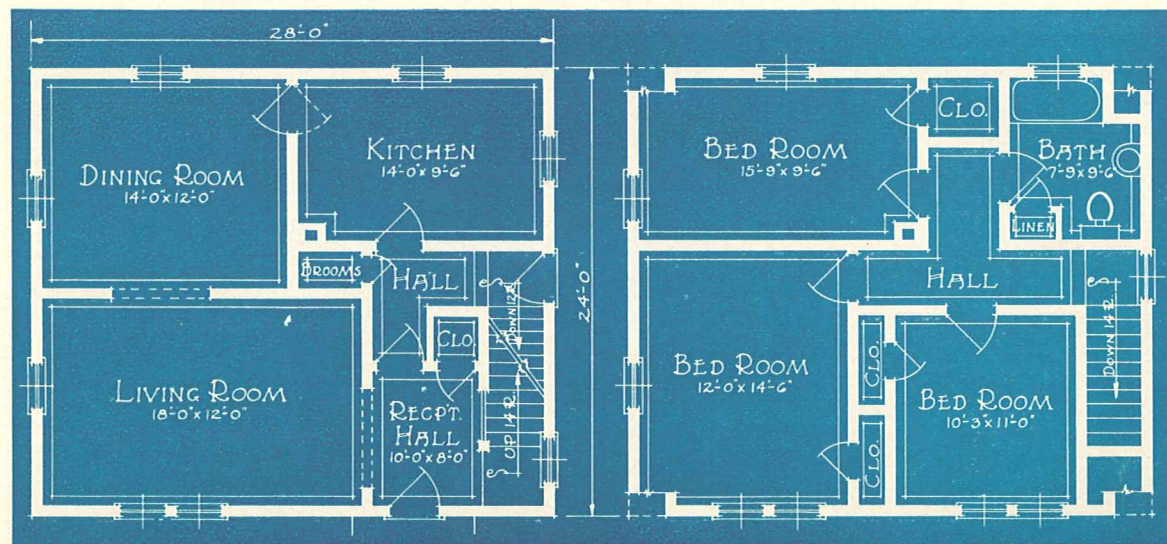 28'-0"
DINING ROOM
14'-0"x12'-0"
KITCHEN
14'-0"x9'-6"
BROOMS
HALL
DOWN 12 R.
CLO.
LIVING ROOM
18'-0"x12'-0"
RECP'T.
HALL
10'-0"x8'-0"
UP 14 R.
24'-0"
BED ROOM
15'-9"x9'-6"
CLO.
BATH
7'-9"x9'-6"
LINEN
HALL
DOWN 14 R.
BED ROOM
12'-0"x14'-6"
CLO.
CLO.
BED ROOM
10'-3"x11'-0"